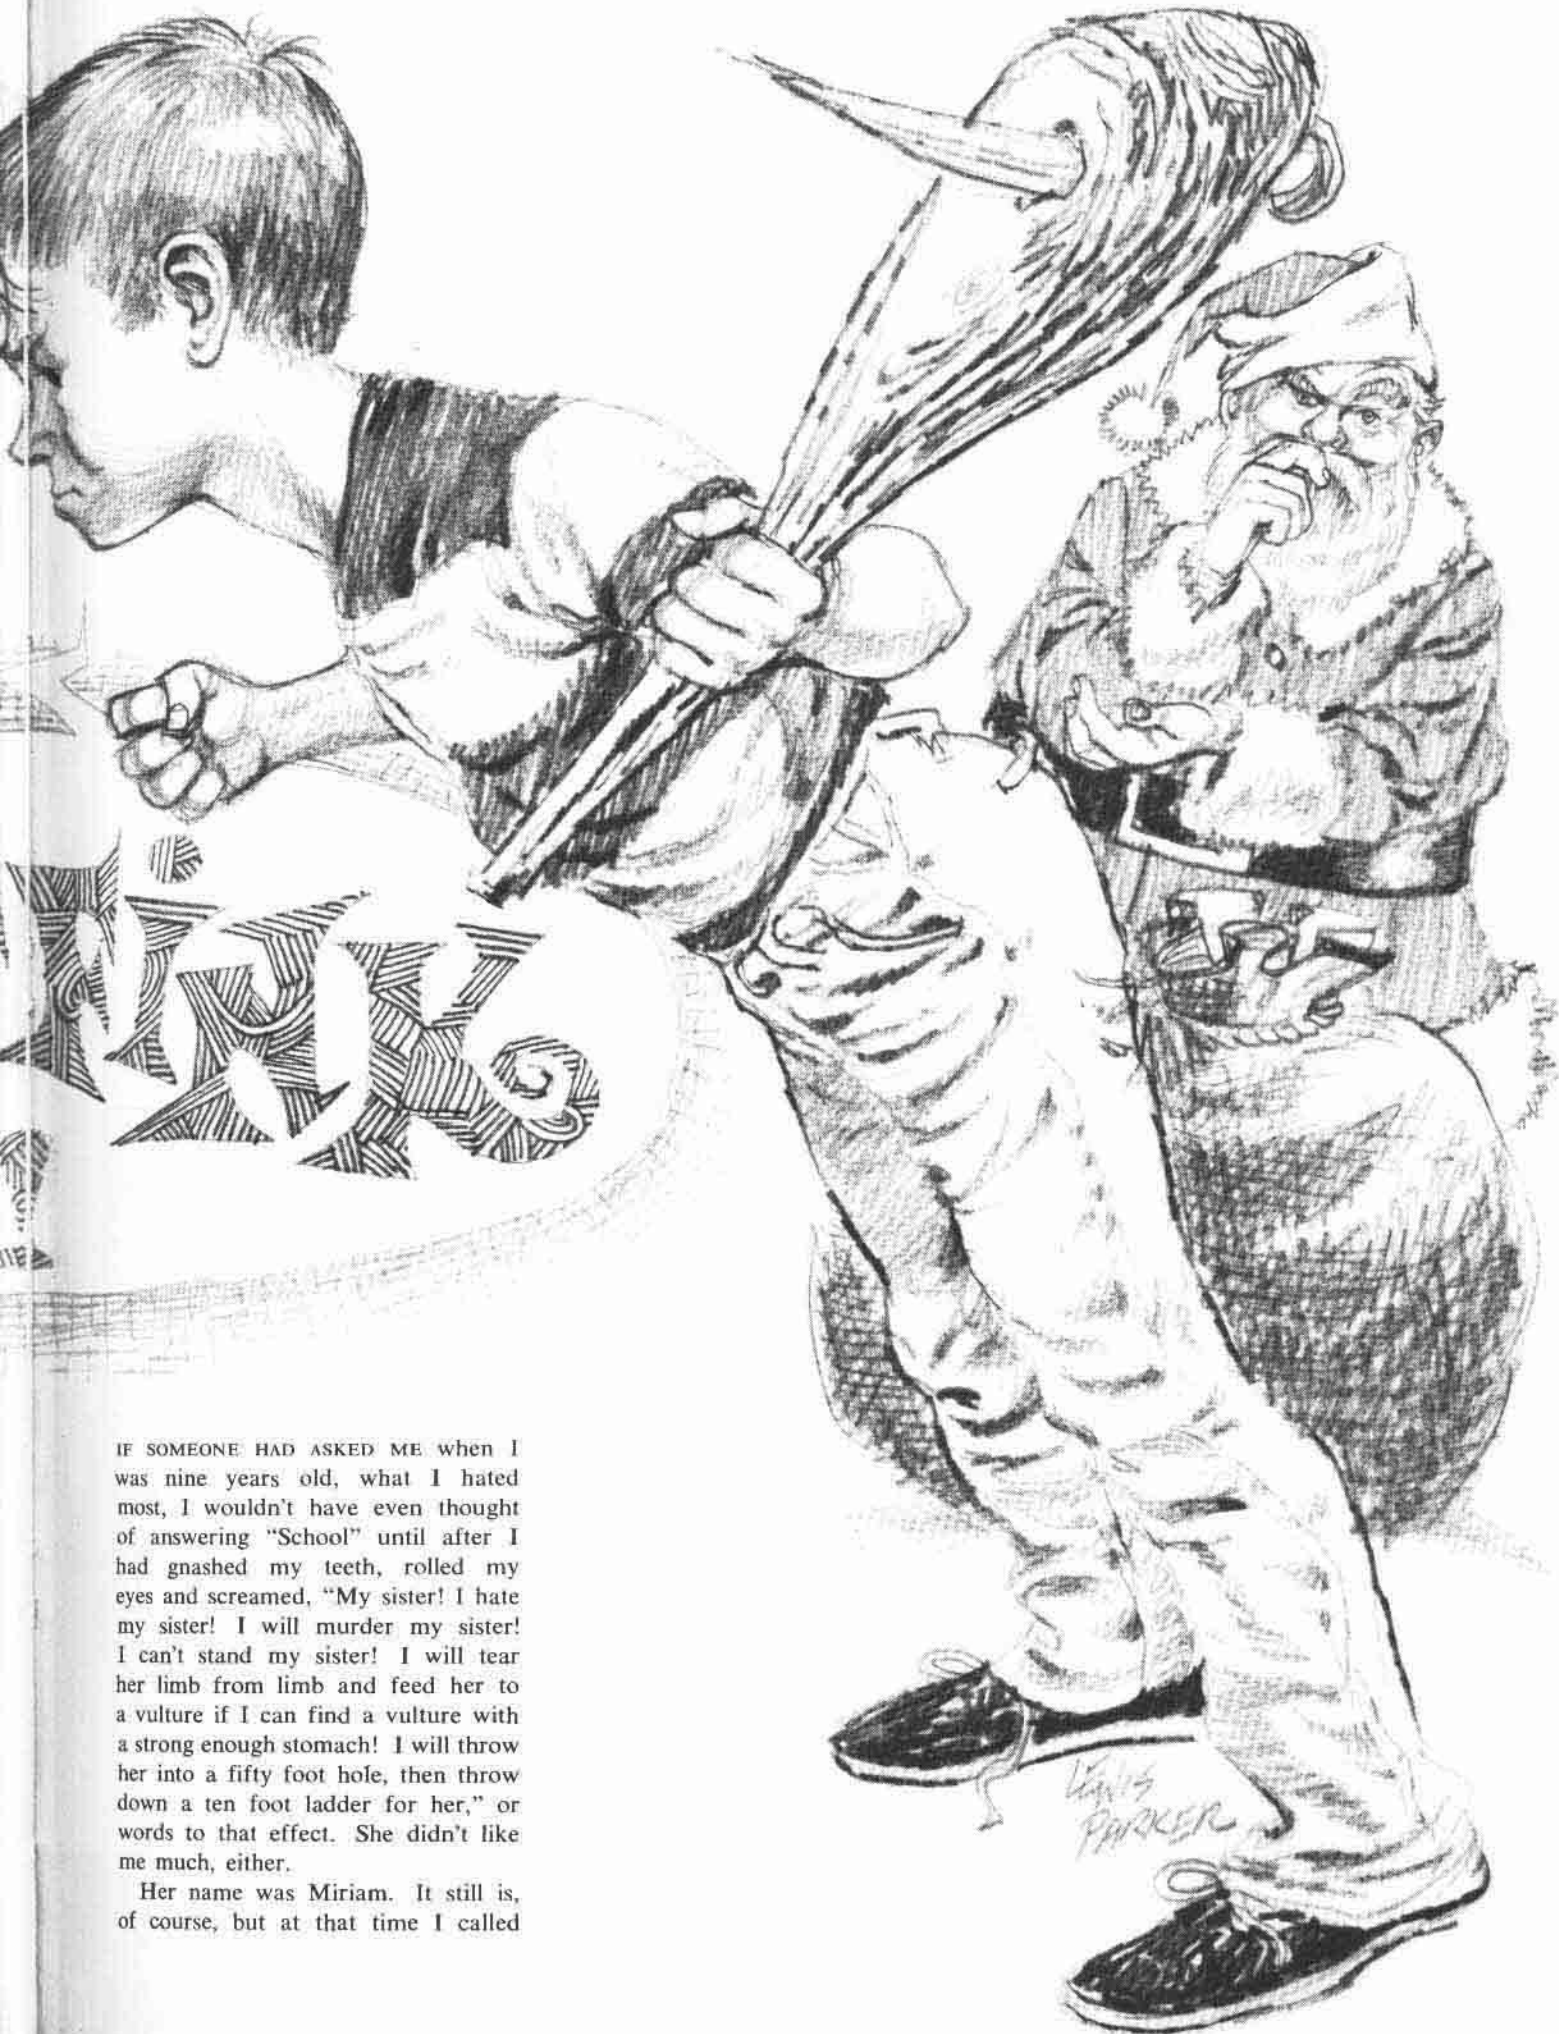 IF SOMEONE HAD ASKED ME when I
was nine years old, what I hated
most, I wouldn't have even thought
of answering "School" until after I
had gnashed my teeth, rolled my
eyes and screamed, "My sister! I hate
my sister! I will murder my sister!
I can't stand my sister! I will tear
her limb from limb and feed her to
a vulture if I can find a vulture with
a strong enough stomach! I will throw
her into a fifty foot hole, then throw
down a ten foot ladder for her," or
words to that effect. She didn't like
me much, either.
Her name was Miriam. It still is,
of course, but at that time I called
LEWIS
PARKER